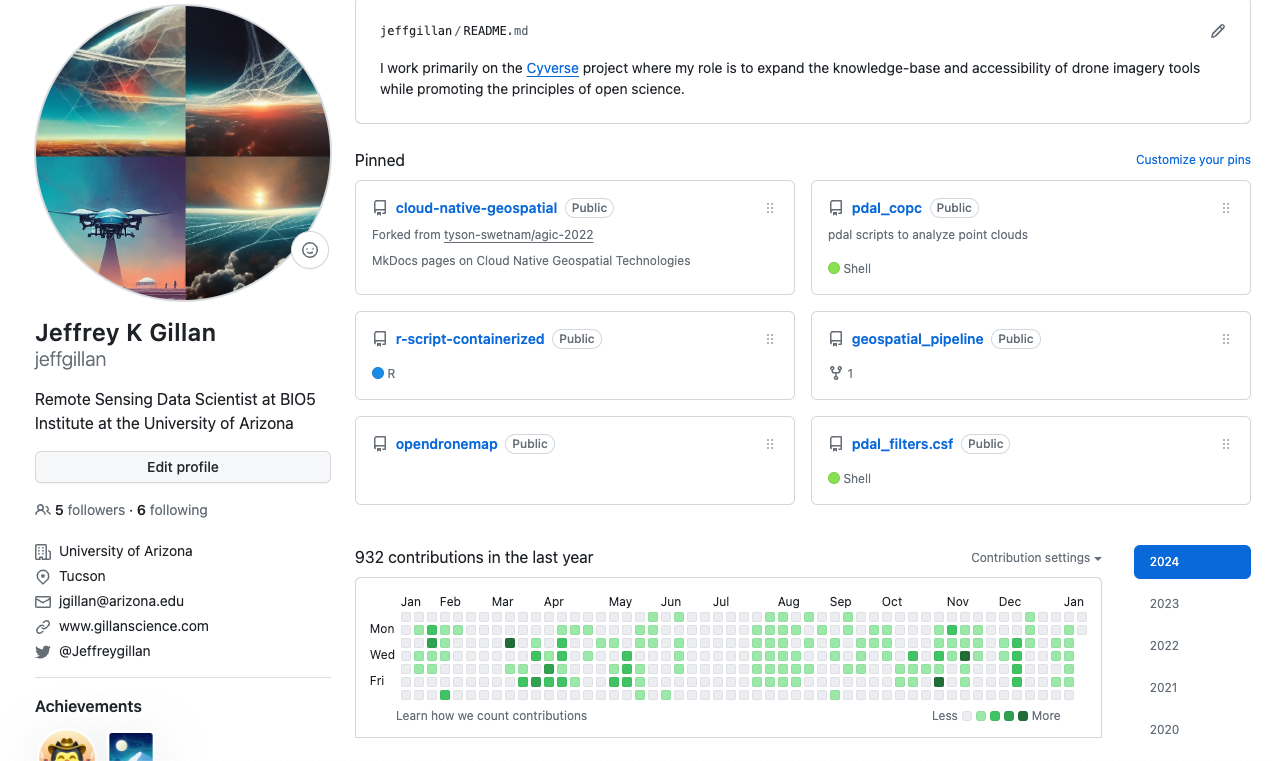 jeffgillan/README.md
I work primarily on the Cyverse project where my role is to expand the knowledge-base and accessibility of drone imagery tools
while promoting the principles of open science.
Pinned
Customize your pins
cloud-native-geospatial Public
Forked from tyson-swetnam/agic-2022
MkDocs pages on Cloud Native Geospatial Technologies
pdal_copc Public
pdal scripts to analyze point clouds
Shell
r-script-containerized Public
R
geospatial_pipeline Public
1
opendronemap Public
pdal_filters.csf Public
Shell
Jeffrey K Gillan
jeffgillan
Remote Sensing Data Scientist at BIO5
Institute at the University of Arizona
Edit profile
5 followers · 6 following
University of Arizona
Tucson
jgillan@arizona.edu
www.gillanscience.com
@Jeffreygillan
Achievements
932 contributions in the last year
Contribution settings
Jan Feb Mar Apr May Jun Jul Aug Sep Oct Nov Dec Jan
Mon
Wed
Fri
Learn how we count contributions
Less More
2024
2023
2022
2021
2020